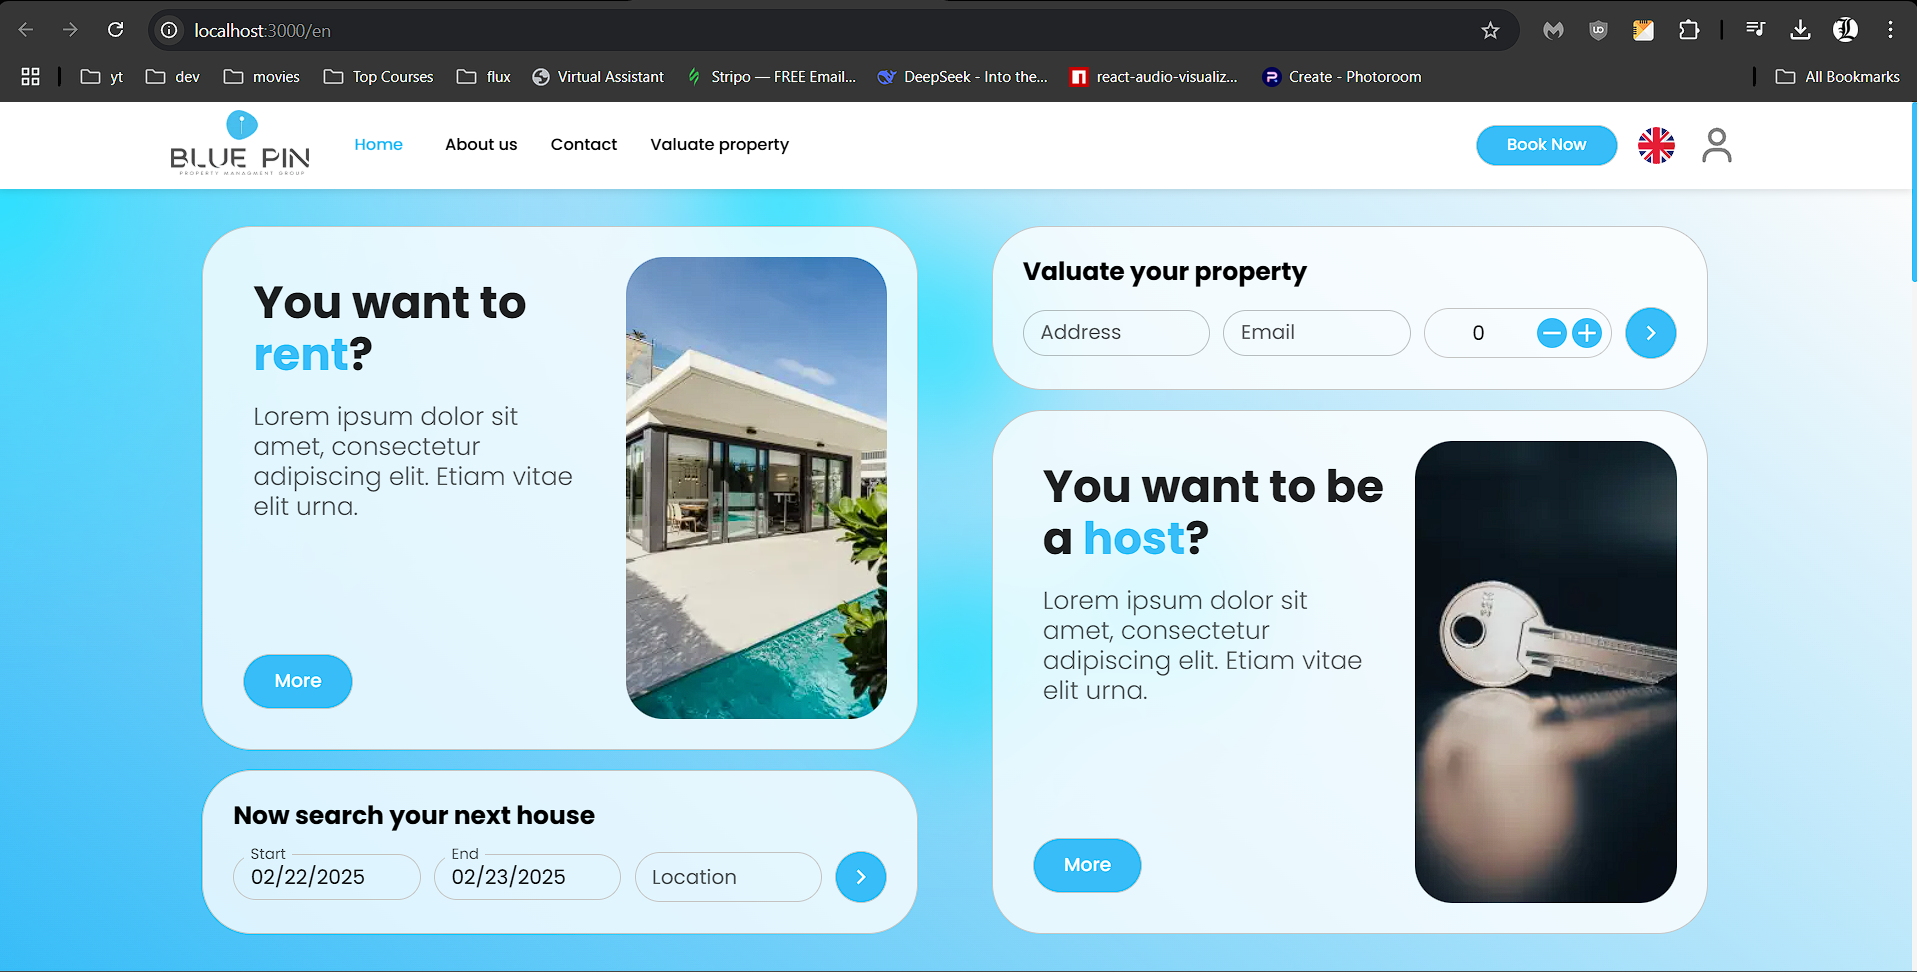 localhost:3000/en
yt
dev
movies
Top Courses
flux
Virtual Assistant
Stripo — FREE Email...
DeepSeek - Into the...
react-audio-visualiz...
Create - Photoroom
All Bookmarks
BLUE PIN
PROPERTY MANAGMENT GROUP
Home
About us
Contact
Valuate property
Book Now
You want to
rent?
Lorem ipsum dolor sit
amet, consectetur
adipiscing elit. Etiam vitae
elit urna.
More
Now search your next house
Start
02/22/2025
End
02/23/2025
Location
Valuate your property
Address
Email
0
You want to be
a host?
Lorem ipsum dolor sit
amet, consectetur
adipiscing elit. Etiam vitae
elit urna.
More